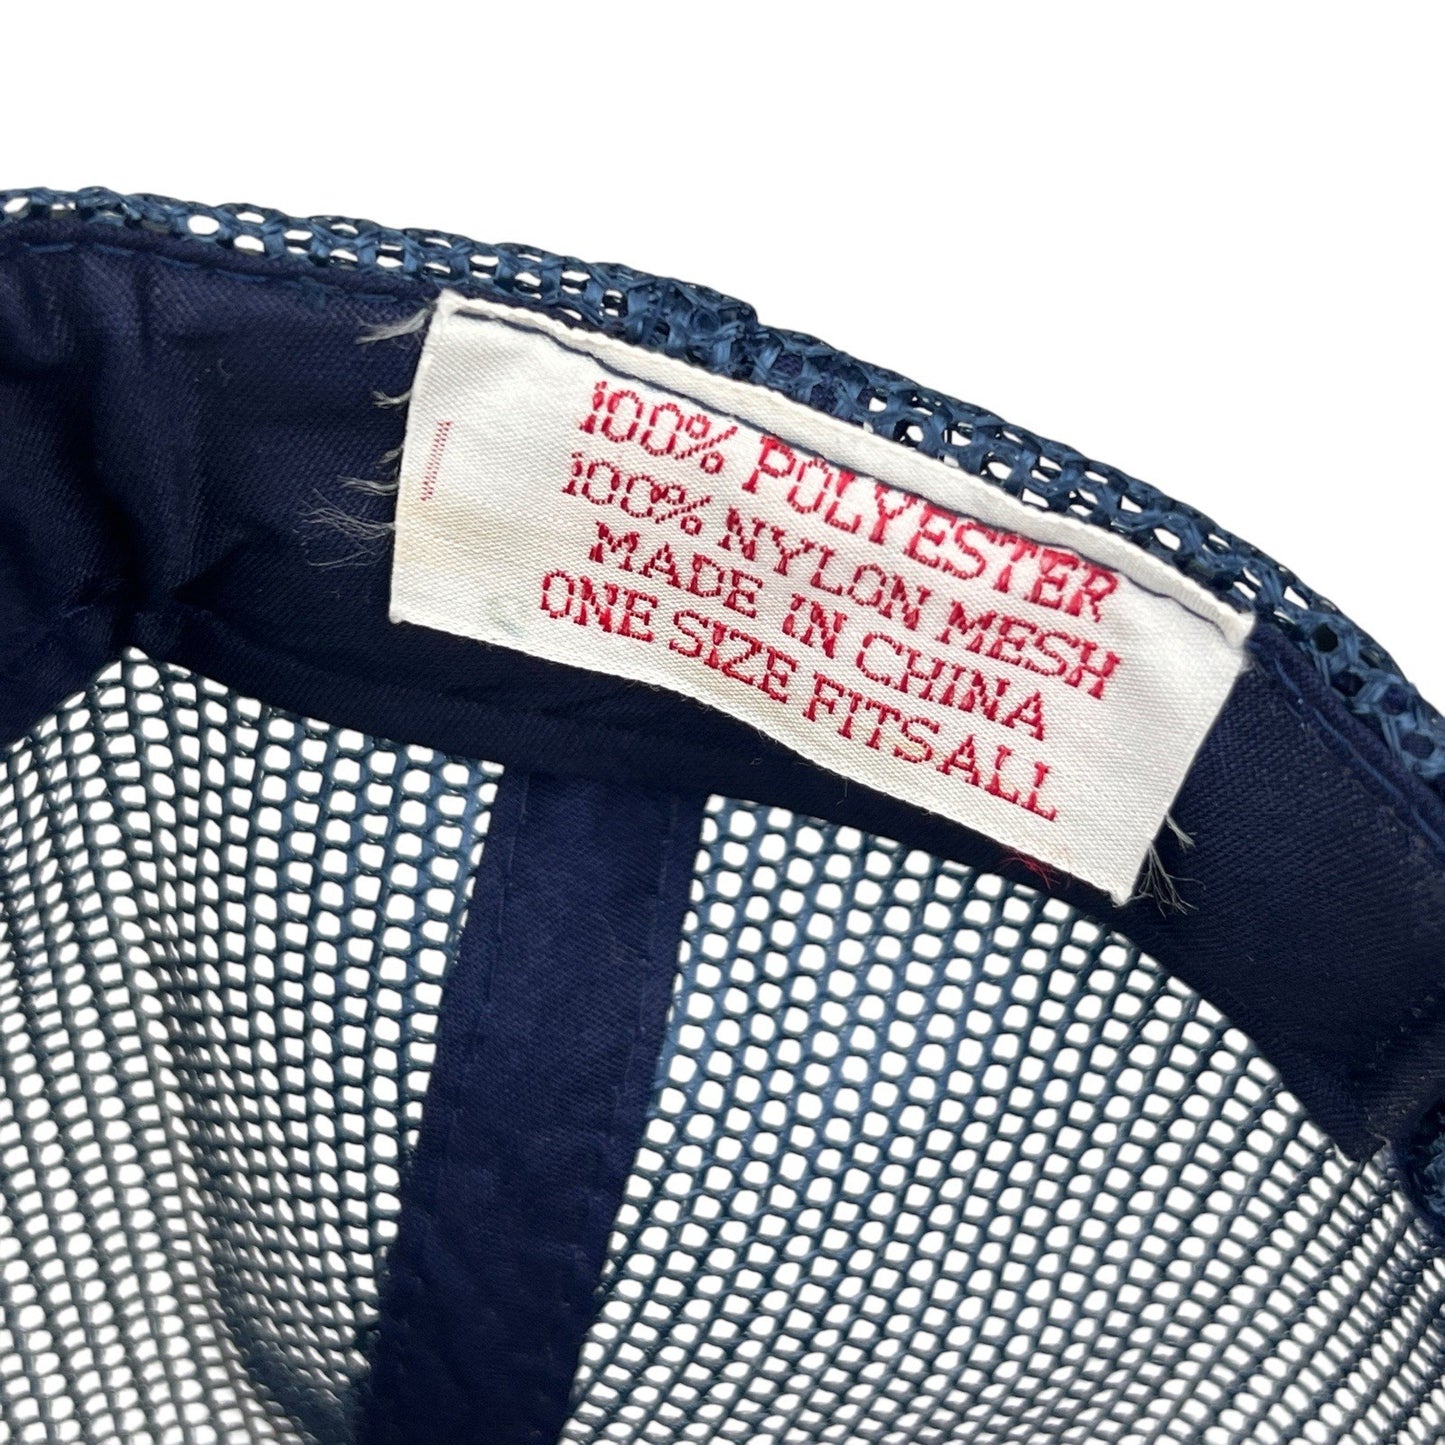 100% POLYESTER
100% NYLON MESH
MADE IN CHINA
ONE SIZE FITS ALL